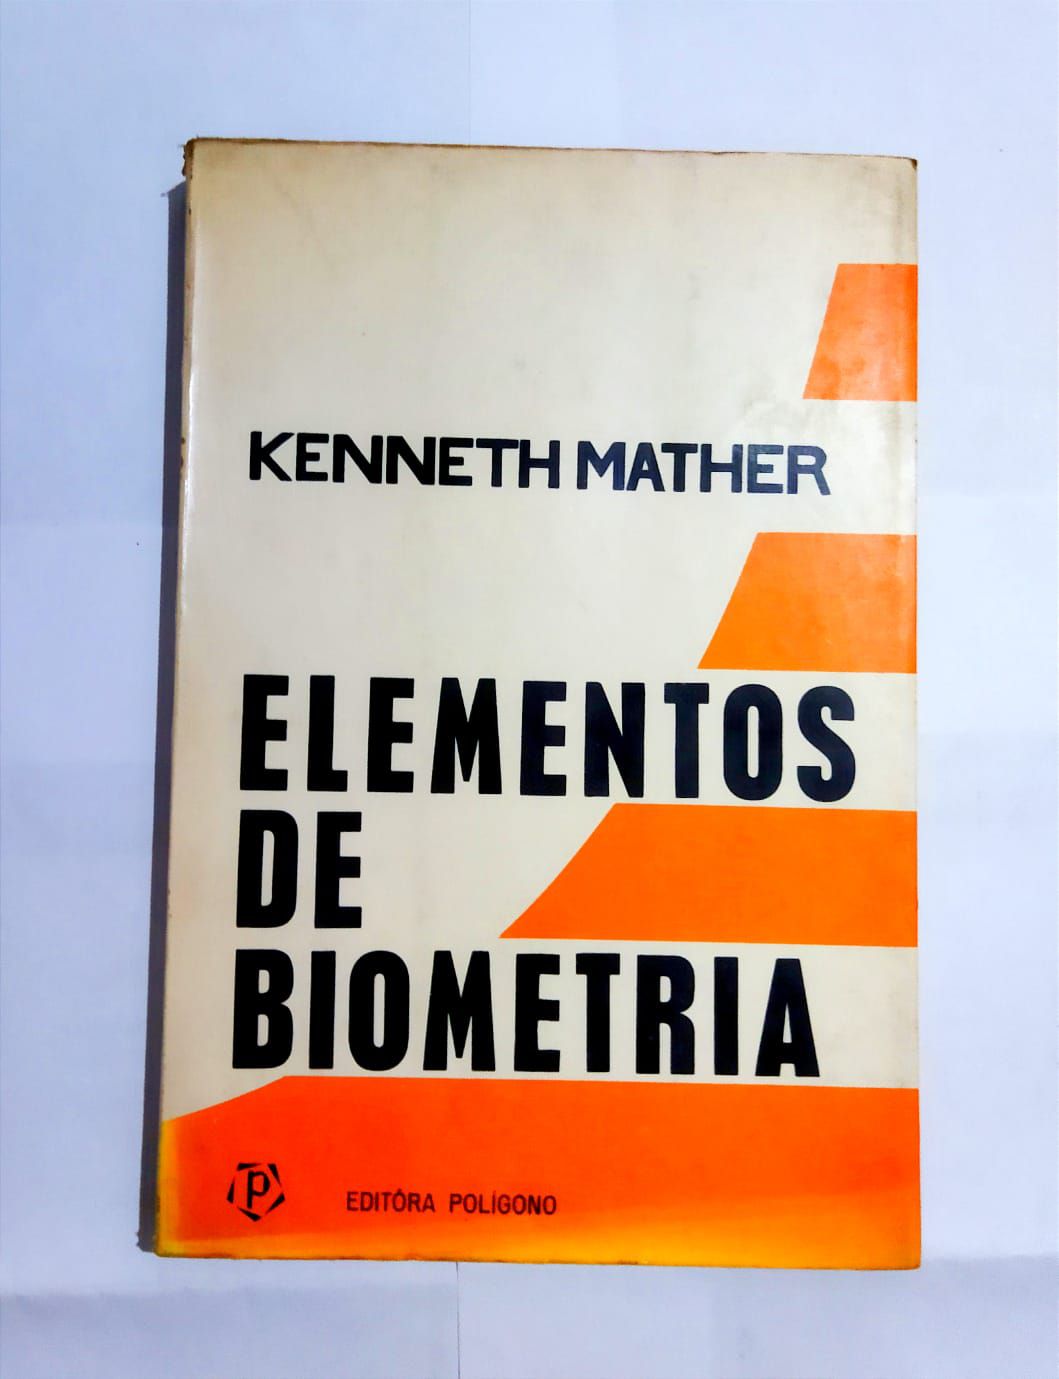 KENNETH MATHER
ELEMENTOS
DE
BIOMETRIA
p
EDITÔRA POLÍGONO